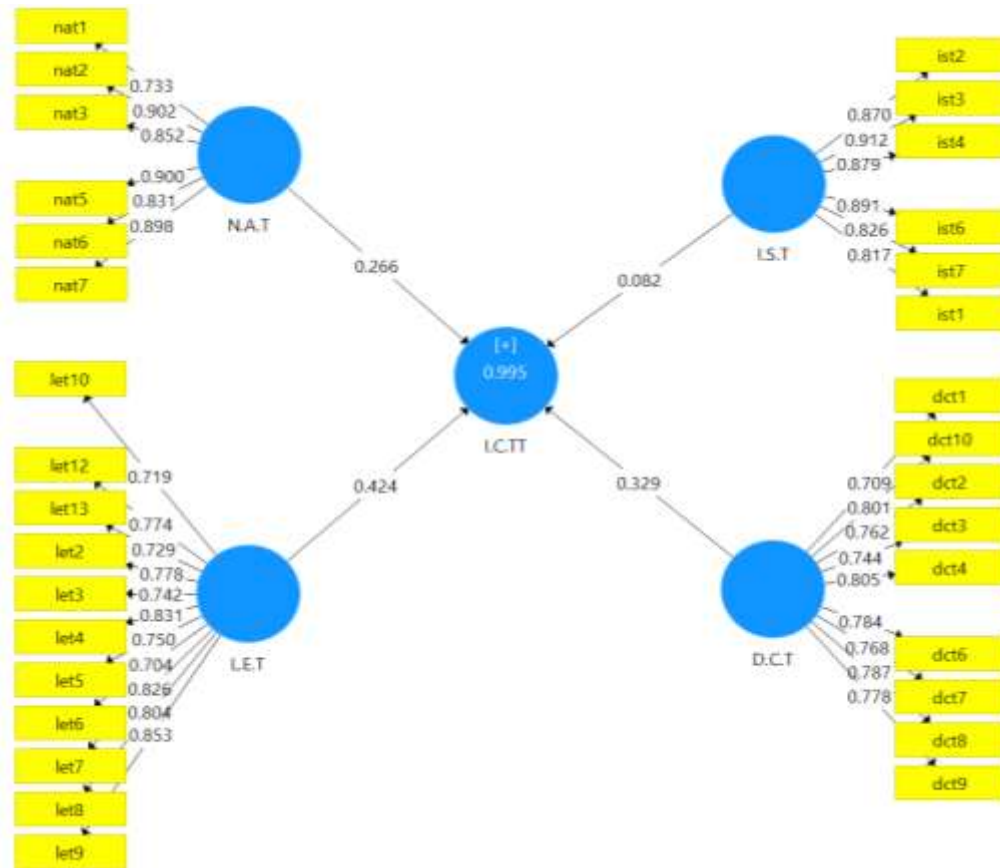 nat1
nat2
nat3
nat5
nat6
nat7
0.733
0.902
0.852
0.900
0.831
0.898
N.A.T
0.266
ist2
ist3
ist4
ist6
ist7
ist1
0.870
0.912
0.879
0.891
0.826
0.817
I.S.T
0.082
[+]
0.995
I.C.TT
let10
let12
let13
let2
let3
let4
let5
let6
let7
let8
let9
0.719
0.774
0.729
0.778
0.742
0.831
0.750
0.704
0.826
0.804
0.853
L.E.T
0.424
0.329
dct1
dct10
dct2
dct3
dct4
dct6
dct7
dct8
dct9
0.709
0.801
0.762
0.744
0.805
0.784
0.768
0.787
0.778
D.C.T